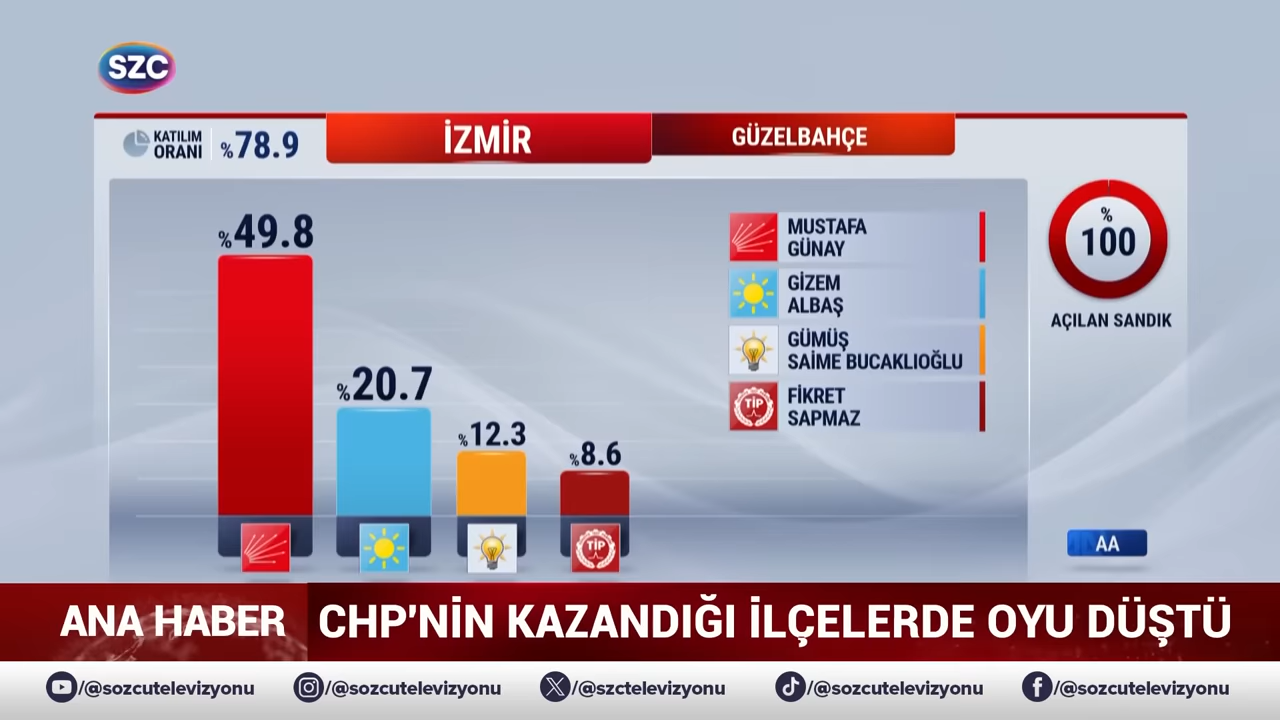 SZC
KATILIM
ORANI
%78.9
İZMİR
GÜZELBAHÇE
%49.8
%20.7
%12.3
%8.6
MUSTAFA
GÜNAY
GİZEM
ALBAŞ
GÜMÜŞ
SAİME BUCAKLIOĞLU
TİP
FİKRET
SAPMAZ
%
100
AÇILAN SANDIK
TİP
AA
ANA HABER
CHP'NİN KAZANDIĞI İLÇELERDE OYU DÜŞTÜ
/@sozcutelevizyonu
/@sozcutelevizyonu
/@szctelevizyonu
/@sozcutelevizyonu
/@sozcutelevizyonu